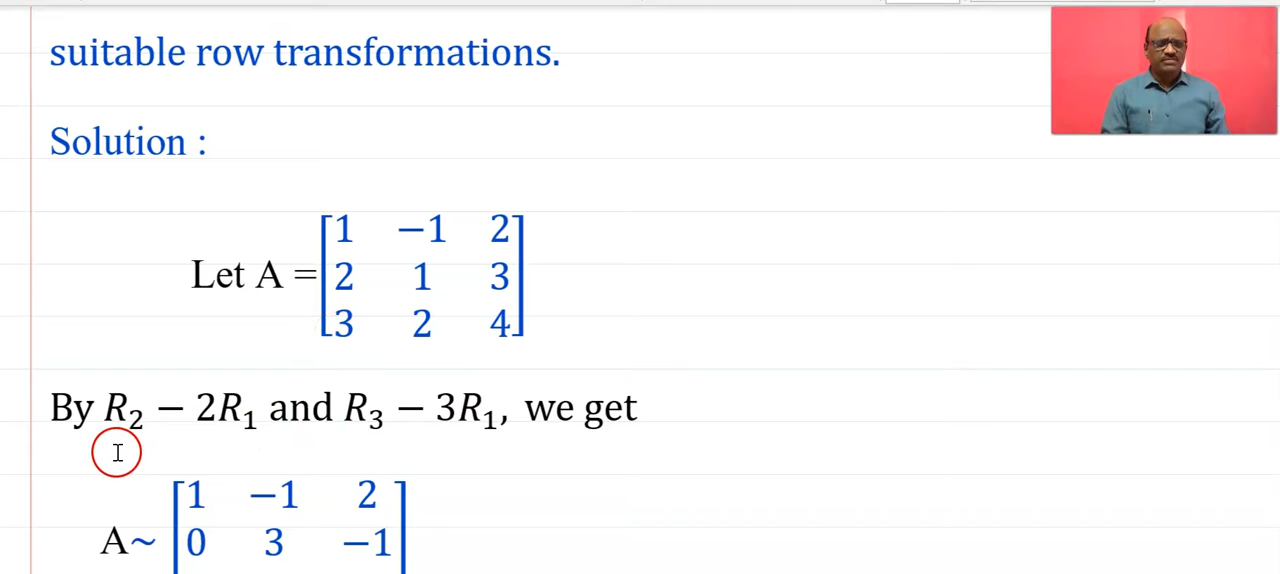 suitable row transformations.
Solution :
Let A = [1 −1 2
2 1 3
3 2 4]
By R₂ − 2R₁ and R₃ − 3R₁, we get
A~ [1 −1 2]
0 3 −1